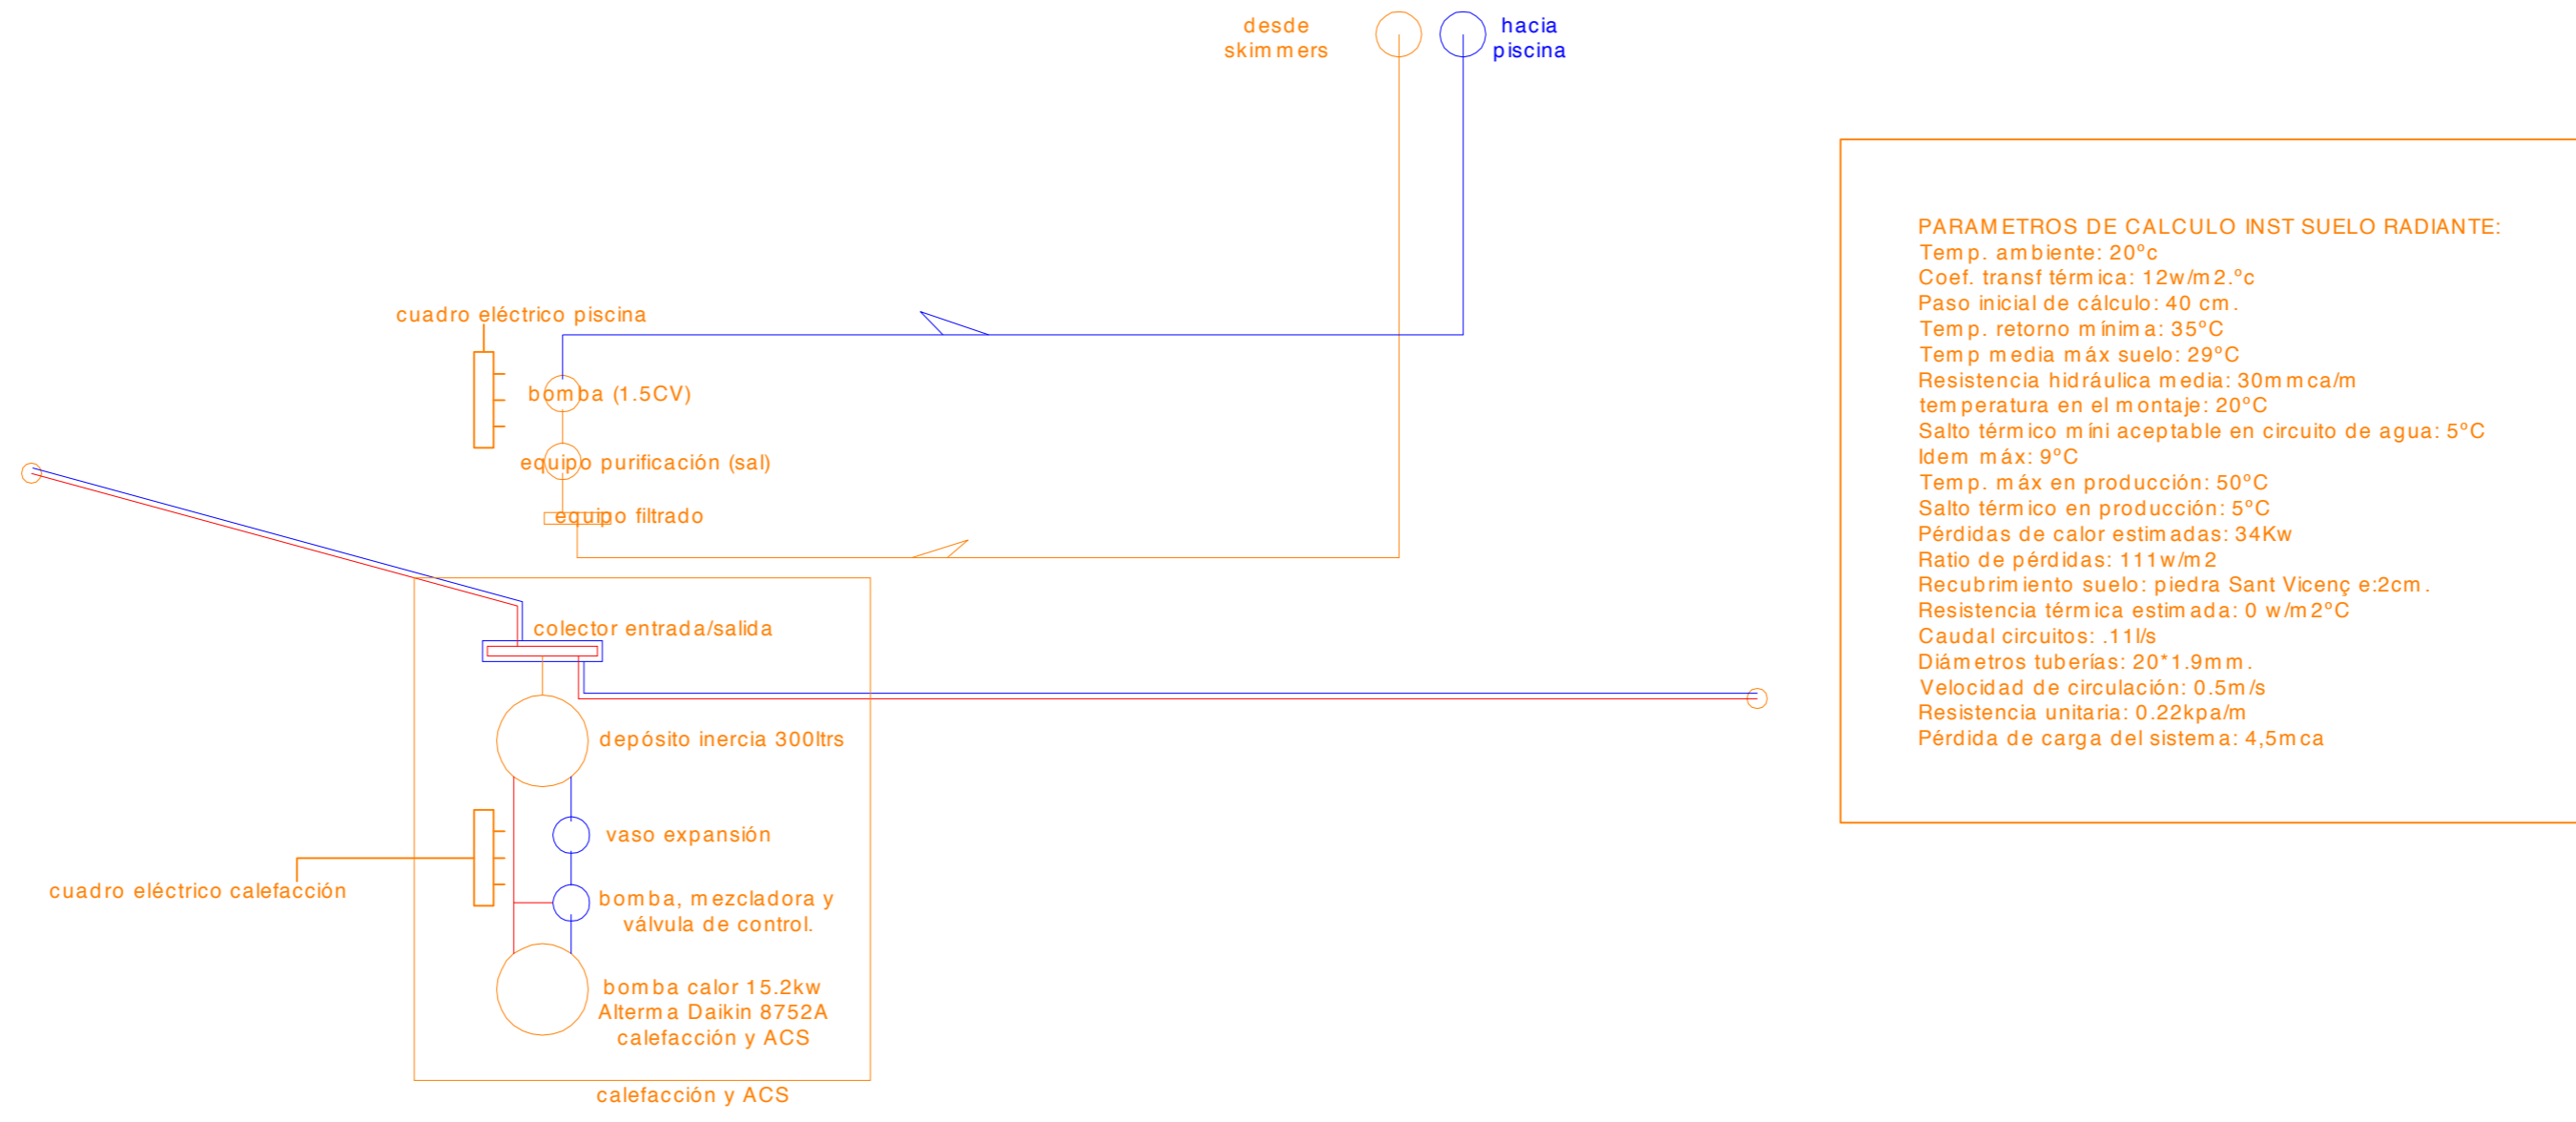 desde
skimmers
hacia
piscina
cuadro eléctrico piscina
bomba (1.5CV)
equipo purificación (sal)
equipo filtrado
colector entrada/salida
depósito inercia 300ltrs
vaso expansión
cuadro eléctrico calefacción
bomba, mezcladora y
válvula de control.
bomba calor 15.2kw
Alterma Daikin 8752A
calefacción y ACS
calefacción y ACS
PARAMETROS DE CALCULO INST SUELO RADIANTE:
Temp. ambiente: 20ºc
Coef. transf térmica: 12w/m2.ºc
Paso inicial de cálculo: 40 cm.
Temp. retorno mínima: 35ºC
Temp media máx suelo: 29ºC
Resistencia hidráulica media: 30mmca/m
temperatura en el montaje: 20ºC
Salto térmico míni aceptable en circuito de agua: 5ºC
Idem máx: 9ºC
Temp. máx en producción: 50ºC
Salto térmico en producción: 5ºC
Pérdidas de calor estimadas: 34Kw
Ratio de pérdidas: 111w/m2
Recubrimiento suelo: piedra Sant Vicenç e:2cm.
Resistencia térmica estimada: 0 w/m2ºC
Caudal circuitos: .11l/s
Diámetros tuberías: 20*1.9mm.
Velocidad de circulación: 0.5m/s
Resistencia unitaria: 0.22kpa/m
Pérdida de carga del sistema: 4,5mca